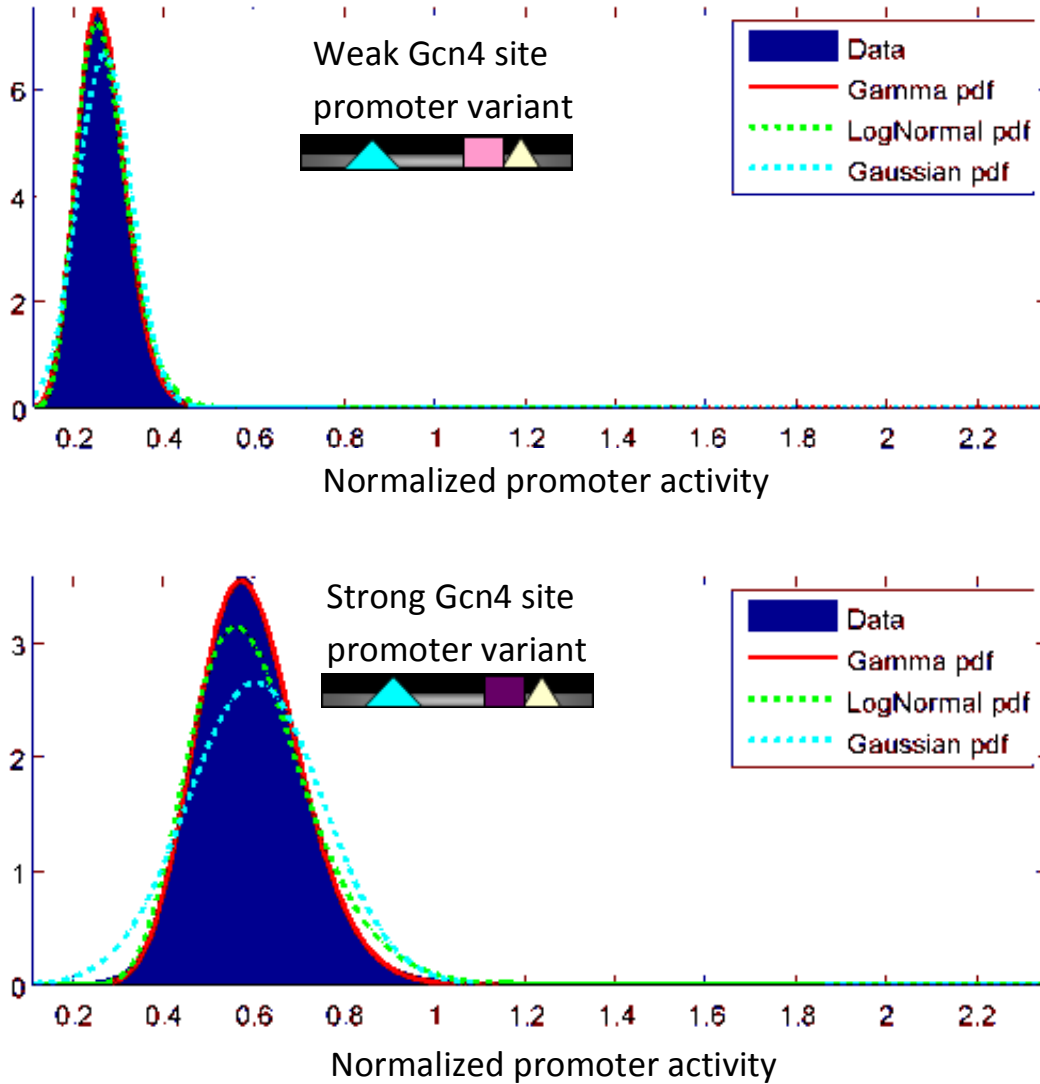 Weak Gcn4 site
promoter variant
Data
Gamma pdf
LogNormal pdf
Gaussian pdf
6
4
2
0
0.2 0.4 0.6 0.8 1 1.2 1.4 1.6 1.8 2 2.2
Normalized promoter activity
Strong Gcn4 site
promoter variant
Data
Gamma pdf
LogNormal pdf
Gaussian pdf
3
2
1
0
0.2 0.4 0.6 0.8 1 1.2 1.4 1.6 1.8 2 2.2
Normalized promoter activity